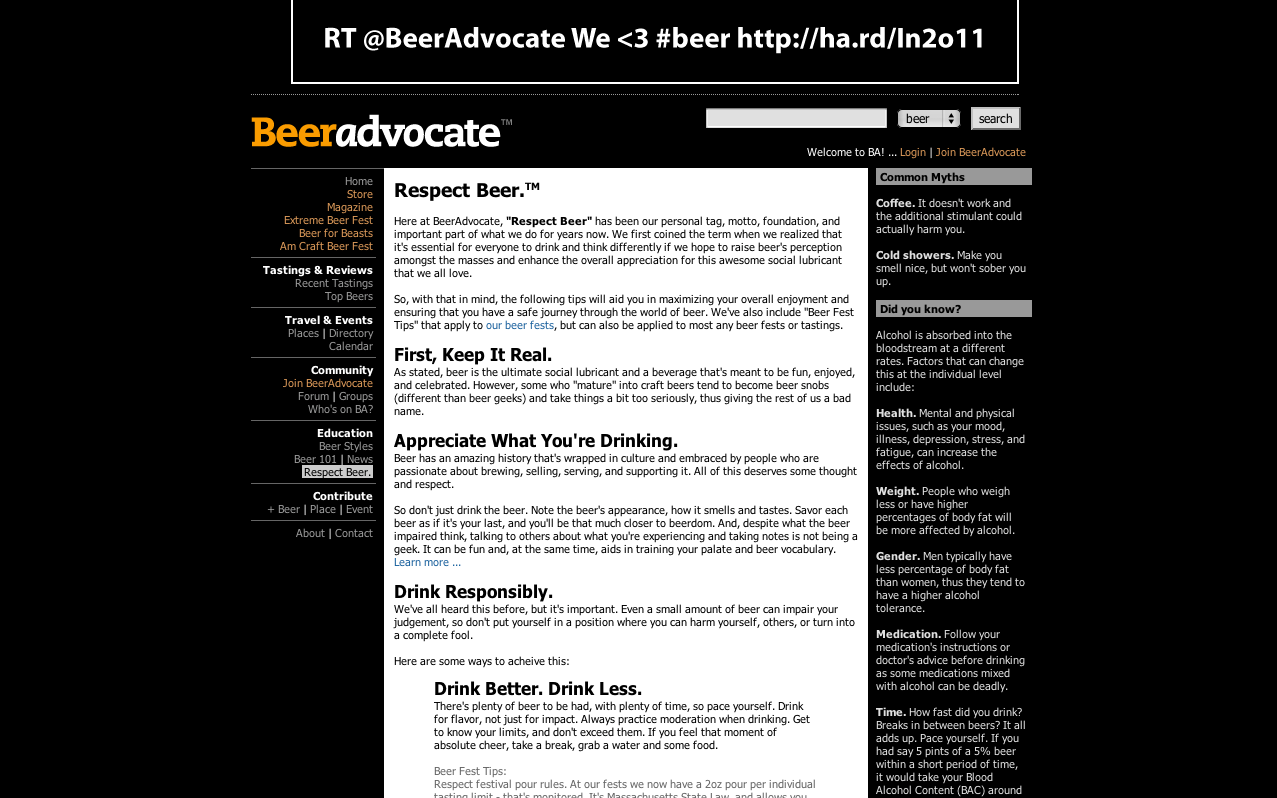 RT @BeerAdvocate We <3 #beer http://ha.rd/In2o11
Beeradvocate™
beer
search
Welcome to BA! ... Login | Join BeerAdvocate
Home
Store
Magazine
Extreme Beer Fest
Beer for Beasts
Am Craft Beer Fest
Tastings & Reviews
Recent Tastings
Top Beers
Travel & Events
Places | Directory
Calendar
Community
Join BeerAdvocate
Forum | Groups
Who's on BA?
Education
Beer Styles
Beer 101 | News
Respect Beer.
Contribute
+ Beer | Place | Event
About | Contact
Respect Beer.™
Here at BeerAdvocate, "Respect Beer" has been our personal tag, motto, foundation, and
important part of what we do for years now. We first coined the term when we realized that
it's essential for everyone to drink and think differently if we hope to raise beer's perception
amongst the masses and enhance the overall appreciation for this awesome social lubricant
that we all love.
So, with that in mind, the following tips will aid you in maximizing your overall enjoyment and
ensuring that you have a safe journey through the world of beer. We've also include "Beer Fest
Tips" that apply to our beer fests, but can also be applied to most any beer fests or tastings.
First, Keep It Real.
As stated, beer is the ultimate social lubricant and a beverage that's meant to be fun, enjoyed,
and celebrated. However, some who "mature" into craft beers tend to become beer snobs
(different than beer geeks) and take things a bit too seriously, thus giving the rest of us a bad
name.
Appreciate What You're Drinking.
Beer has an amazing history that's wrapped in culture and embraced by people who are
passionate about brewing, selling, serving, and supporting it. All of this deserves some thought
and respect.
So don't just drink the beer. Note the beer's appearance, how it smells and tastes. Savor each
beer as if it's your last, and you'll be that much closer to beerdom. And, despite what the beer
impaired think, talking to others about what you're experiencing and taking notes is not being a
geek. It can be fun and, at the same time, aids in training your palate and beer vocabulary.
Learn more ...
Drink Responsibly.
We've all heard this before, but it's important. Even a small amount of beer can impair your
judgement, so don't put yourself in a position where you can harm yourself, others, or turn into
a complete fool.
Here are some ways to acheive this:
Drink Better. Drink Less.
There's plenty of beer to be had, with plenty of time, so pace yourself. Drink
for flavor, not just for impact. Always practice moderation when drinking. Get
to know your limits, and don't exceed them. If you feel that moment of
absolute cheer, take a break, grab a water and some food.
Beer Fest Tips:
Respect festival pour rules. At our fests we now have a 2oz pour per individual
tasting limit - that's monitored. It's Massachusetts State Law, and allows you
Common Myths
Coffee. It doesn't work and
the additional stimulant could
actually harm you.
Cold showers. Make you
smell nice, but won't sober you
up.
Did you know?
Alcohol is absorbed into the
bloodstream at a different
rates. Factors that can change
this at the individual level
include:
Health. Mental and physical
issues, such as your mood,
illness, depression, stress, and
fatigue, can increase the
effects of alcohol.
Weight. People who weigh
less or have higher
percentages of body fat will
be more affected by alcohol.
Gender. Men typically have
less percentage of body fat
than women, thus they tend to
have a higher alcohol
tolerance.
Medication. Follow your
medication's instructions or
doctor's advice before drinking
as some medications mixed
with alcohol can be deadly.
Time. How fast did you drink?
Breaks in between beers? It all
adds up. Pace yourself. If you
had say 5 pints of a 5% beer
within a short period of time,
it would take your Blood
Alcohol Content (BAC) around